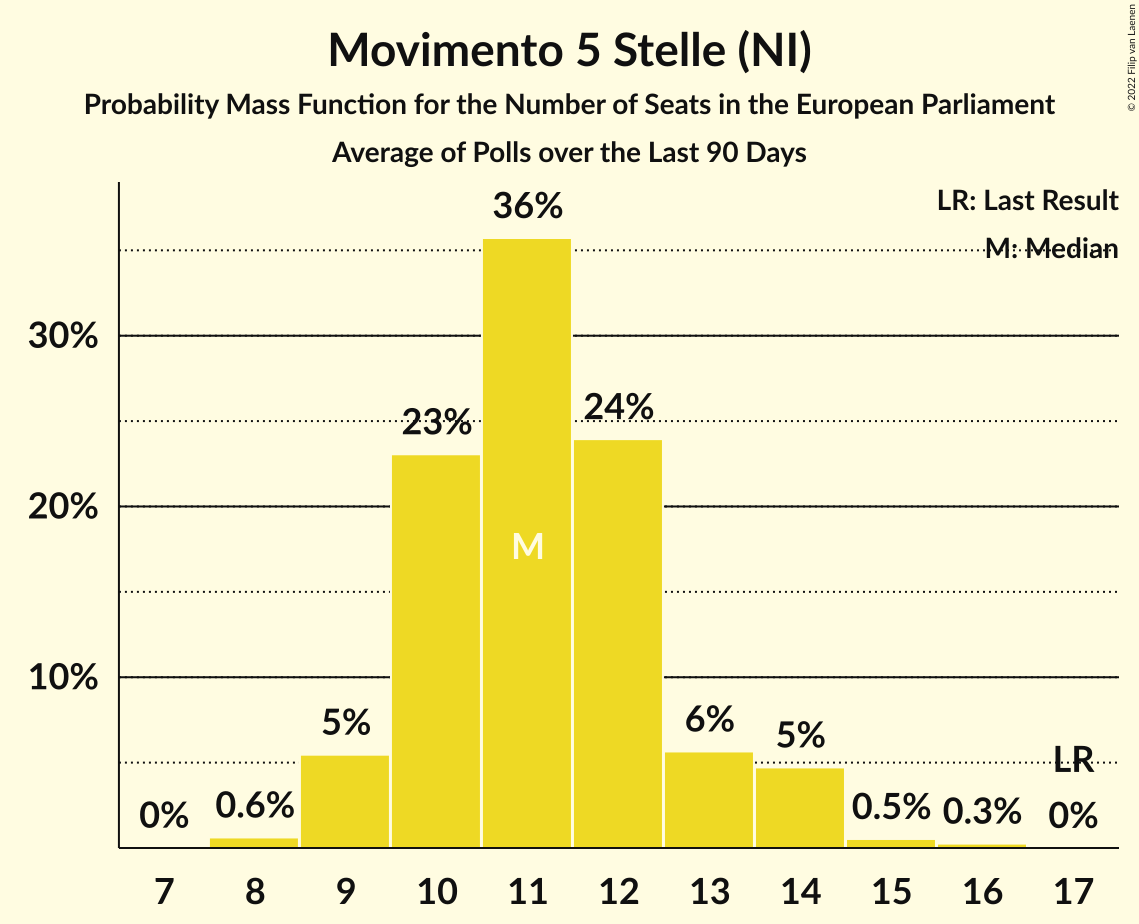 Movimento 5 Stelle (NI)
Probability Mass Function for the Number of Seats in the European Parliament
Average of Polls over the Last 90 Days
© 2022 Filip van Laenen
LR: Last Result
M: Median
36%
30%
24%
23%
20%
M
10%
6%
5%
5%
LR
0%
0.6%
0.5%
0.3%
0%
7 8 9 10 11 12 13 14 15 16 17